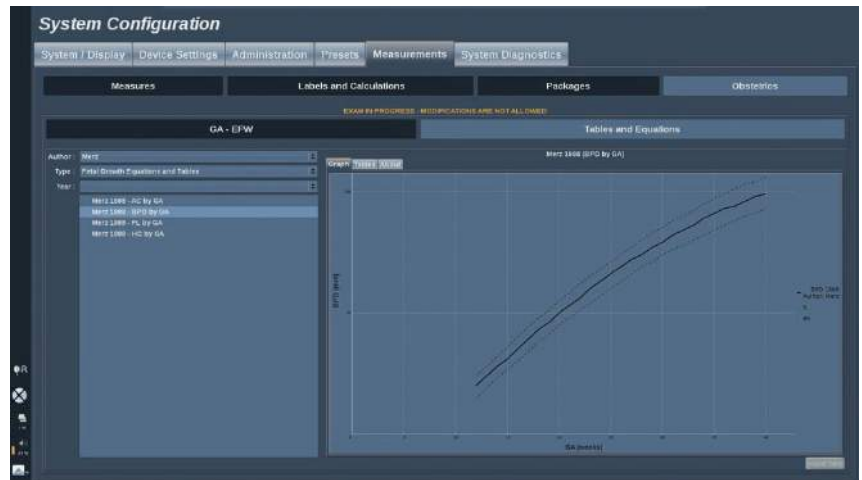 System Configuration
System / Display Device Settings Administration Presets Measurements System Diagnostics
Measures Labels and Calculations Packages Obstetrics
EXAM IN PROGRESS - MODIFICATIONS ARE NOT ALLOWED
GA - EFW Tables and Equations
Author : Merz
Type : Fetal Growth Equations and Tables
Year :
Merz 1988 - AC by GA
Merz 1988 - BPD by GA
Merz 1988 - FL by GA
Merz 1988 - HC by GA
Merz 1988 (BPD by GA)
Graph Tables About
BPD (mm)
GA (weeks)
R